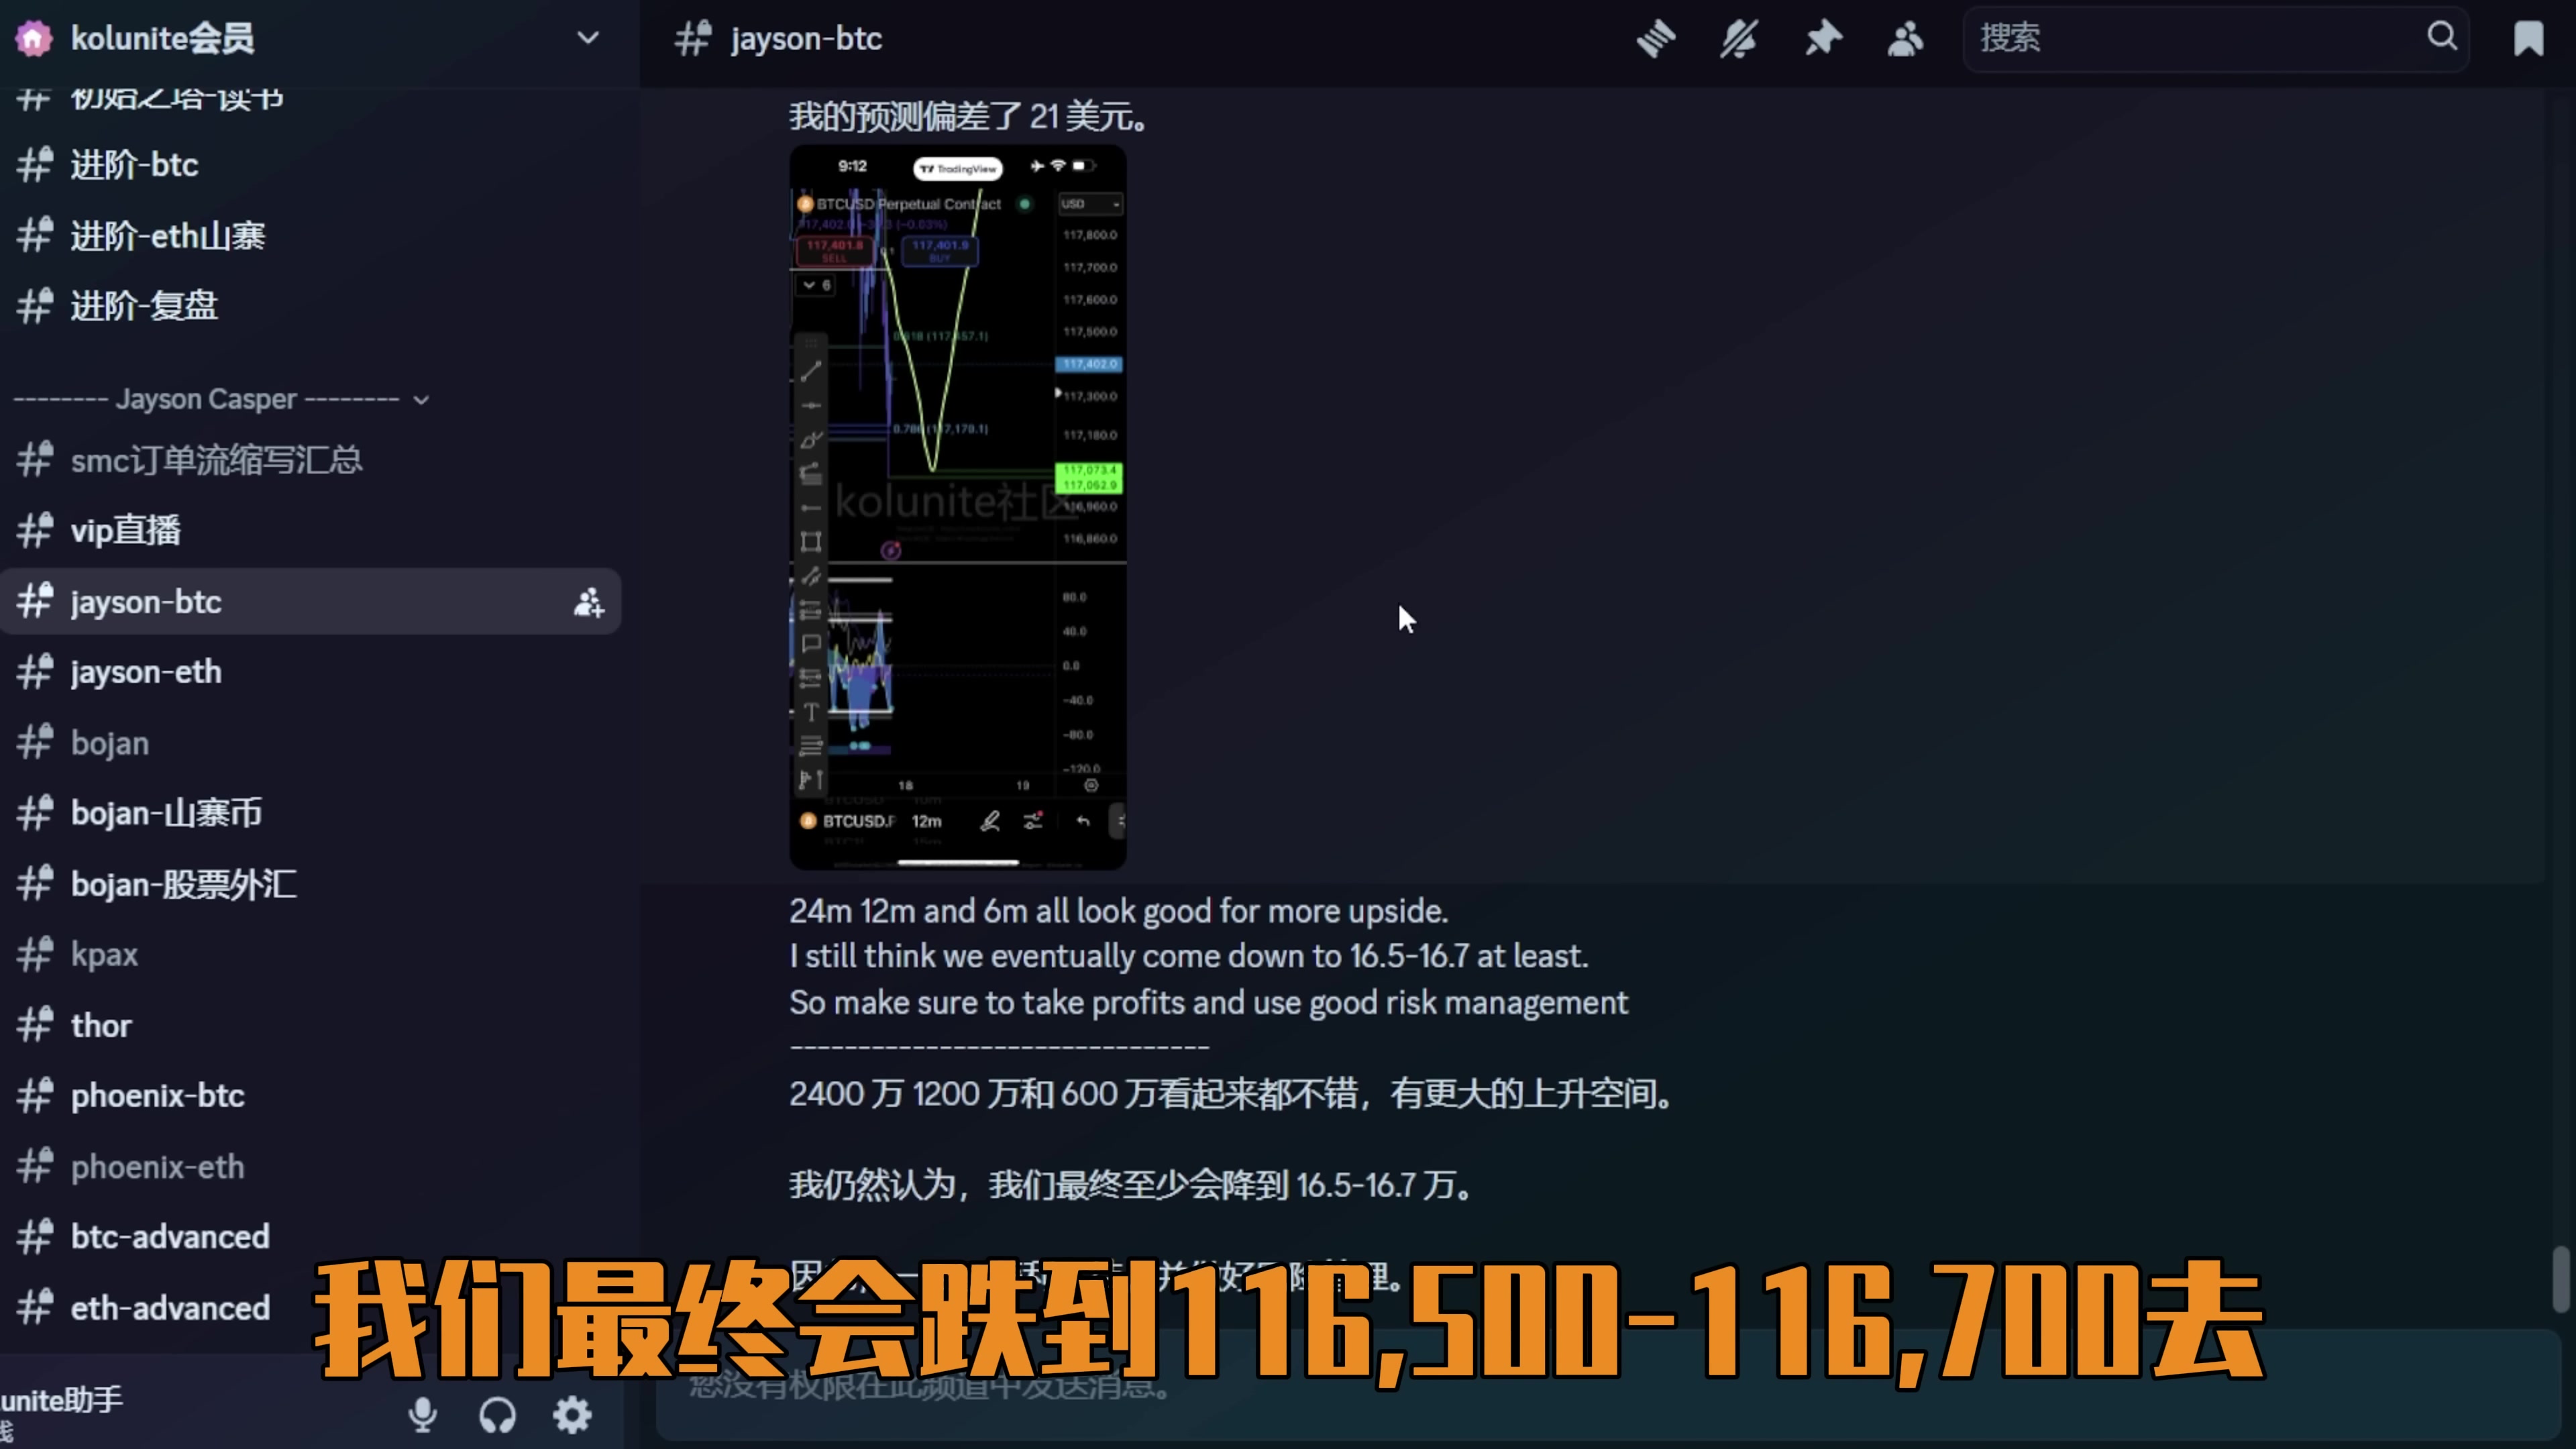 kolunite会员
初始之塔-读书
进阶-btc
进阶-eth山寨
进阶-复盘
-------- Jayson Casper --------
smc订单流缩写汇总
vip直播
jayson-btc
jayson-eth
bojan
bojan-山寨币
bojan-股票外汇
kpax
thor
phoenix-btc
phoenix-eth
btc-advanced
eth-advanced
unite助手
jayson-btc
搜索
我的预测偏差了 21 美元。
9:12
TradingView
BTCUSD Perpetual Contract
USD
117,401.8
SELL
117,401.9
BUY
6
117,800.0
117,700.0
117,600.0
117,500.0
117,402.0
117,300.0
117,180.0
117,073.4
117,052.9
116,960.0
116,860.0
kolunite社区
80.0
40.0
0.0
-40.0
-80.0
-120.0
18
19
BTCUSD.P
12m
24m 12m and 6m all look good for more upside.
I still think we eventually come down to 16.5-16.7 at least.
So make sure to take profits and use good risk management
-------------------------------
2400 万 1200 万和 600 万看起来都不错，有更大的上升空间。
我仍然认为，我们最终至少会降到 16.5-16.7 万。
我们最终会跌到116,500-116,700去
您没有权限在此频道中发送消息。